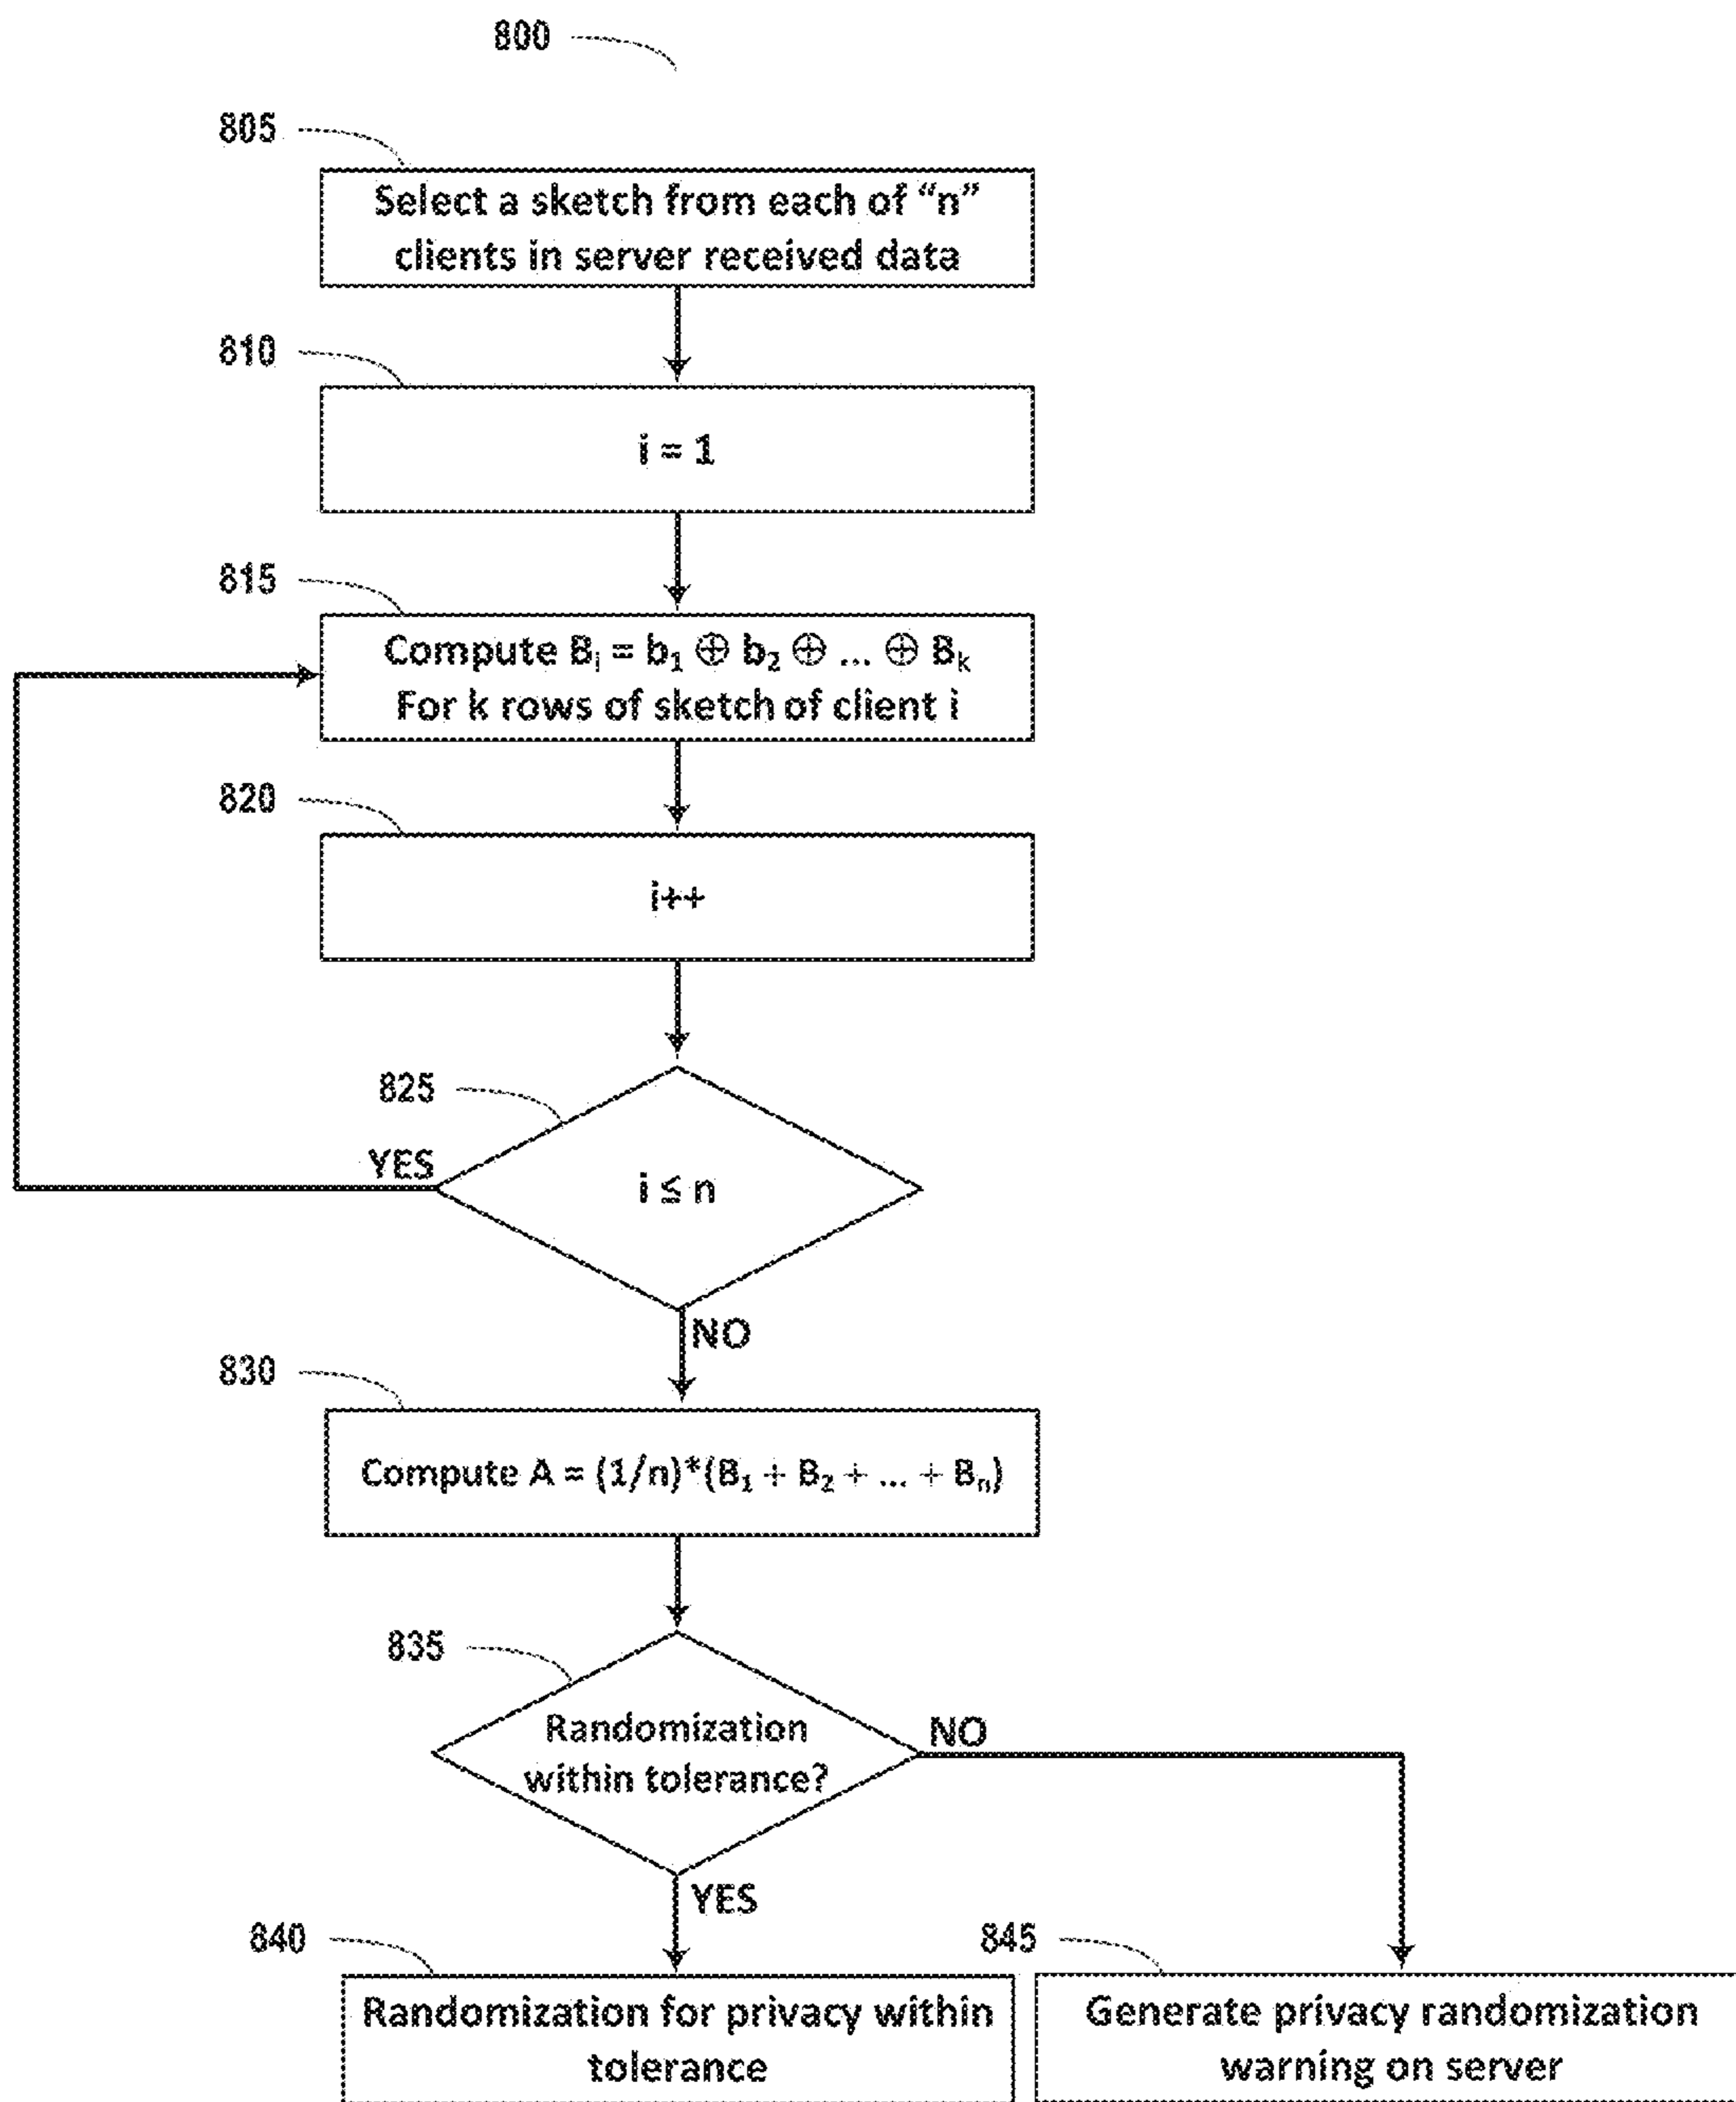 800
805
Select a sketch from each of “n”
clients in server received data
810
i = 1
815
Compute Bᵢ = b₁ ⊕ b₂ ⊕ ... ⊕ Bₖ
For k rows of sketch of client i
820
i++
825
YES
i ≤ n
NO
830
Compute A = (1/n)*(B₁ + B₂ + ... + Bₙ)
835
Randomization
within tolerance?
NO
YES
840
Randomization for privacy within
tolerance
845
Generate privacy randomization
warning on server